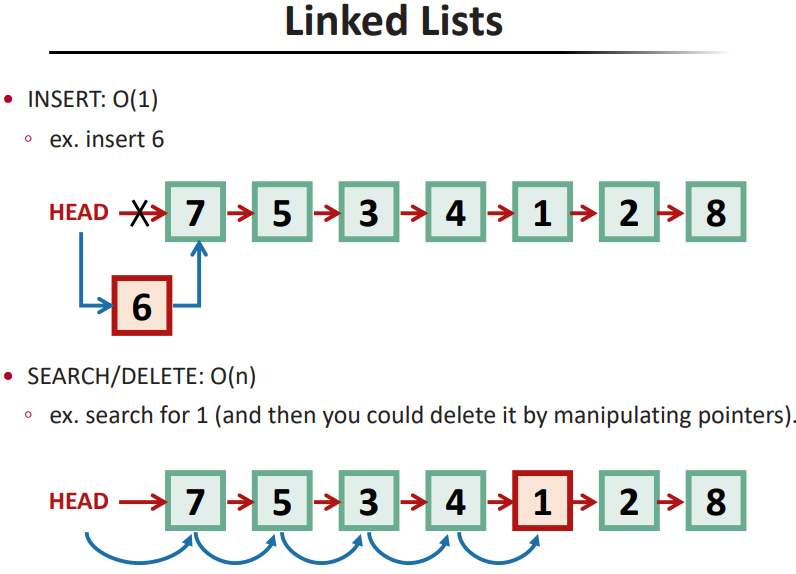 Linked Lists
• INSERT: O(1)
◦ ex. insert 6
HEAD 7 5 3 4 1 2 8
6
• SEARCH/DELETE: O(n)
◦ ex. search for 1 (and then you could delete it by manipulating pointers).
HEAD 7 5 3 4 1 2 8